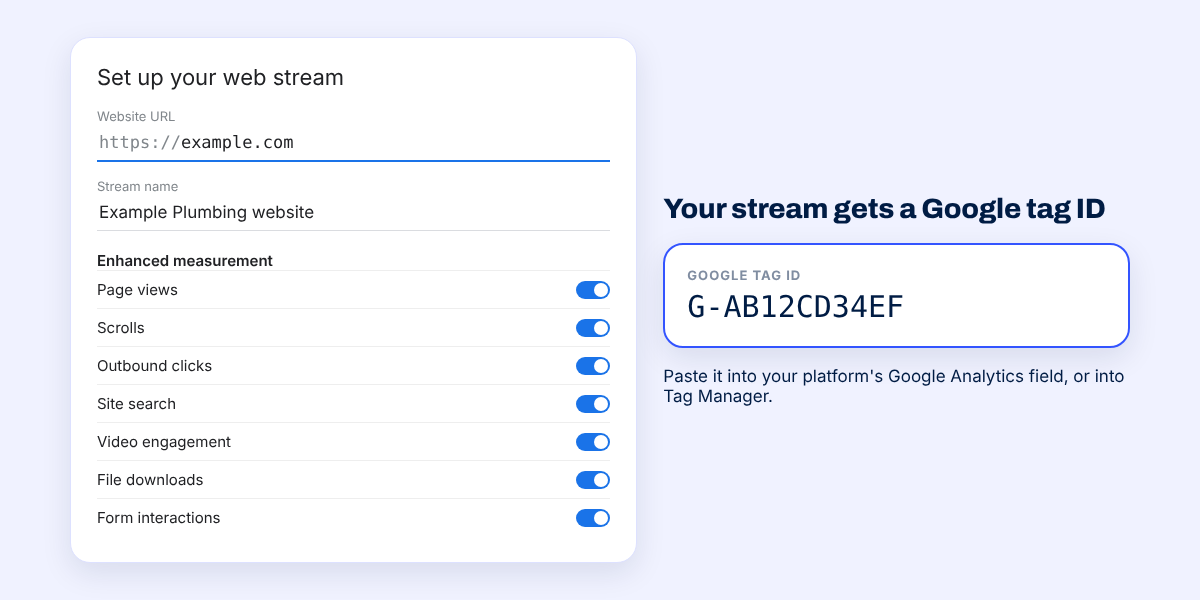 Set up your web stream
Website URL
https://example.com
Stream name
Example Plumbing website
Enhanced measurement
Page views
Scrolls
Outbound clicks
Site search
Video engagement
File downloads
Form interactions
Your stream gets a Google tag ID
GOOGLE TAG ID
G-AB12CD34EF
Paste it into your platform's Google Analytics field, or into
Tag Manager.